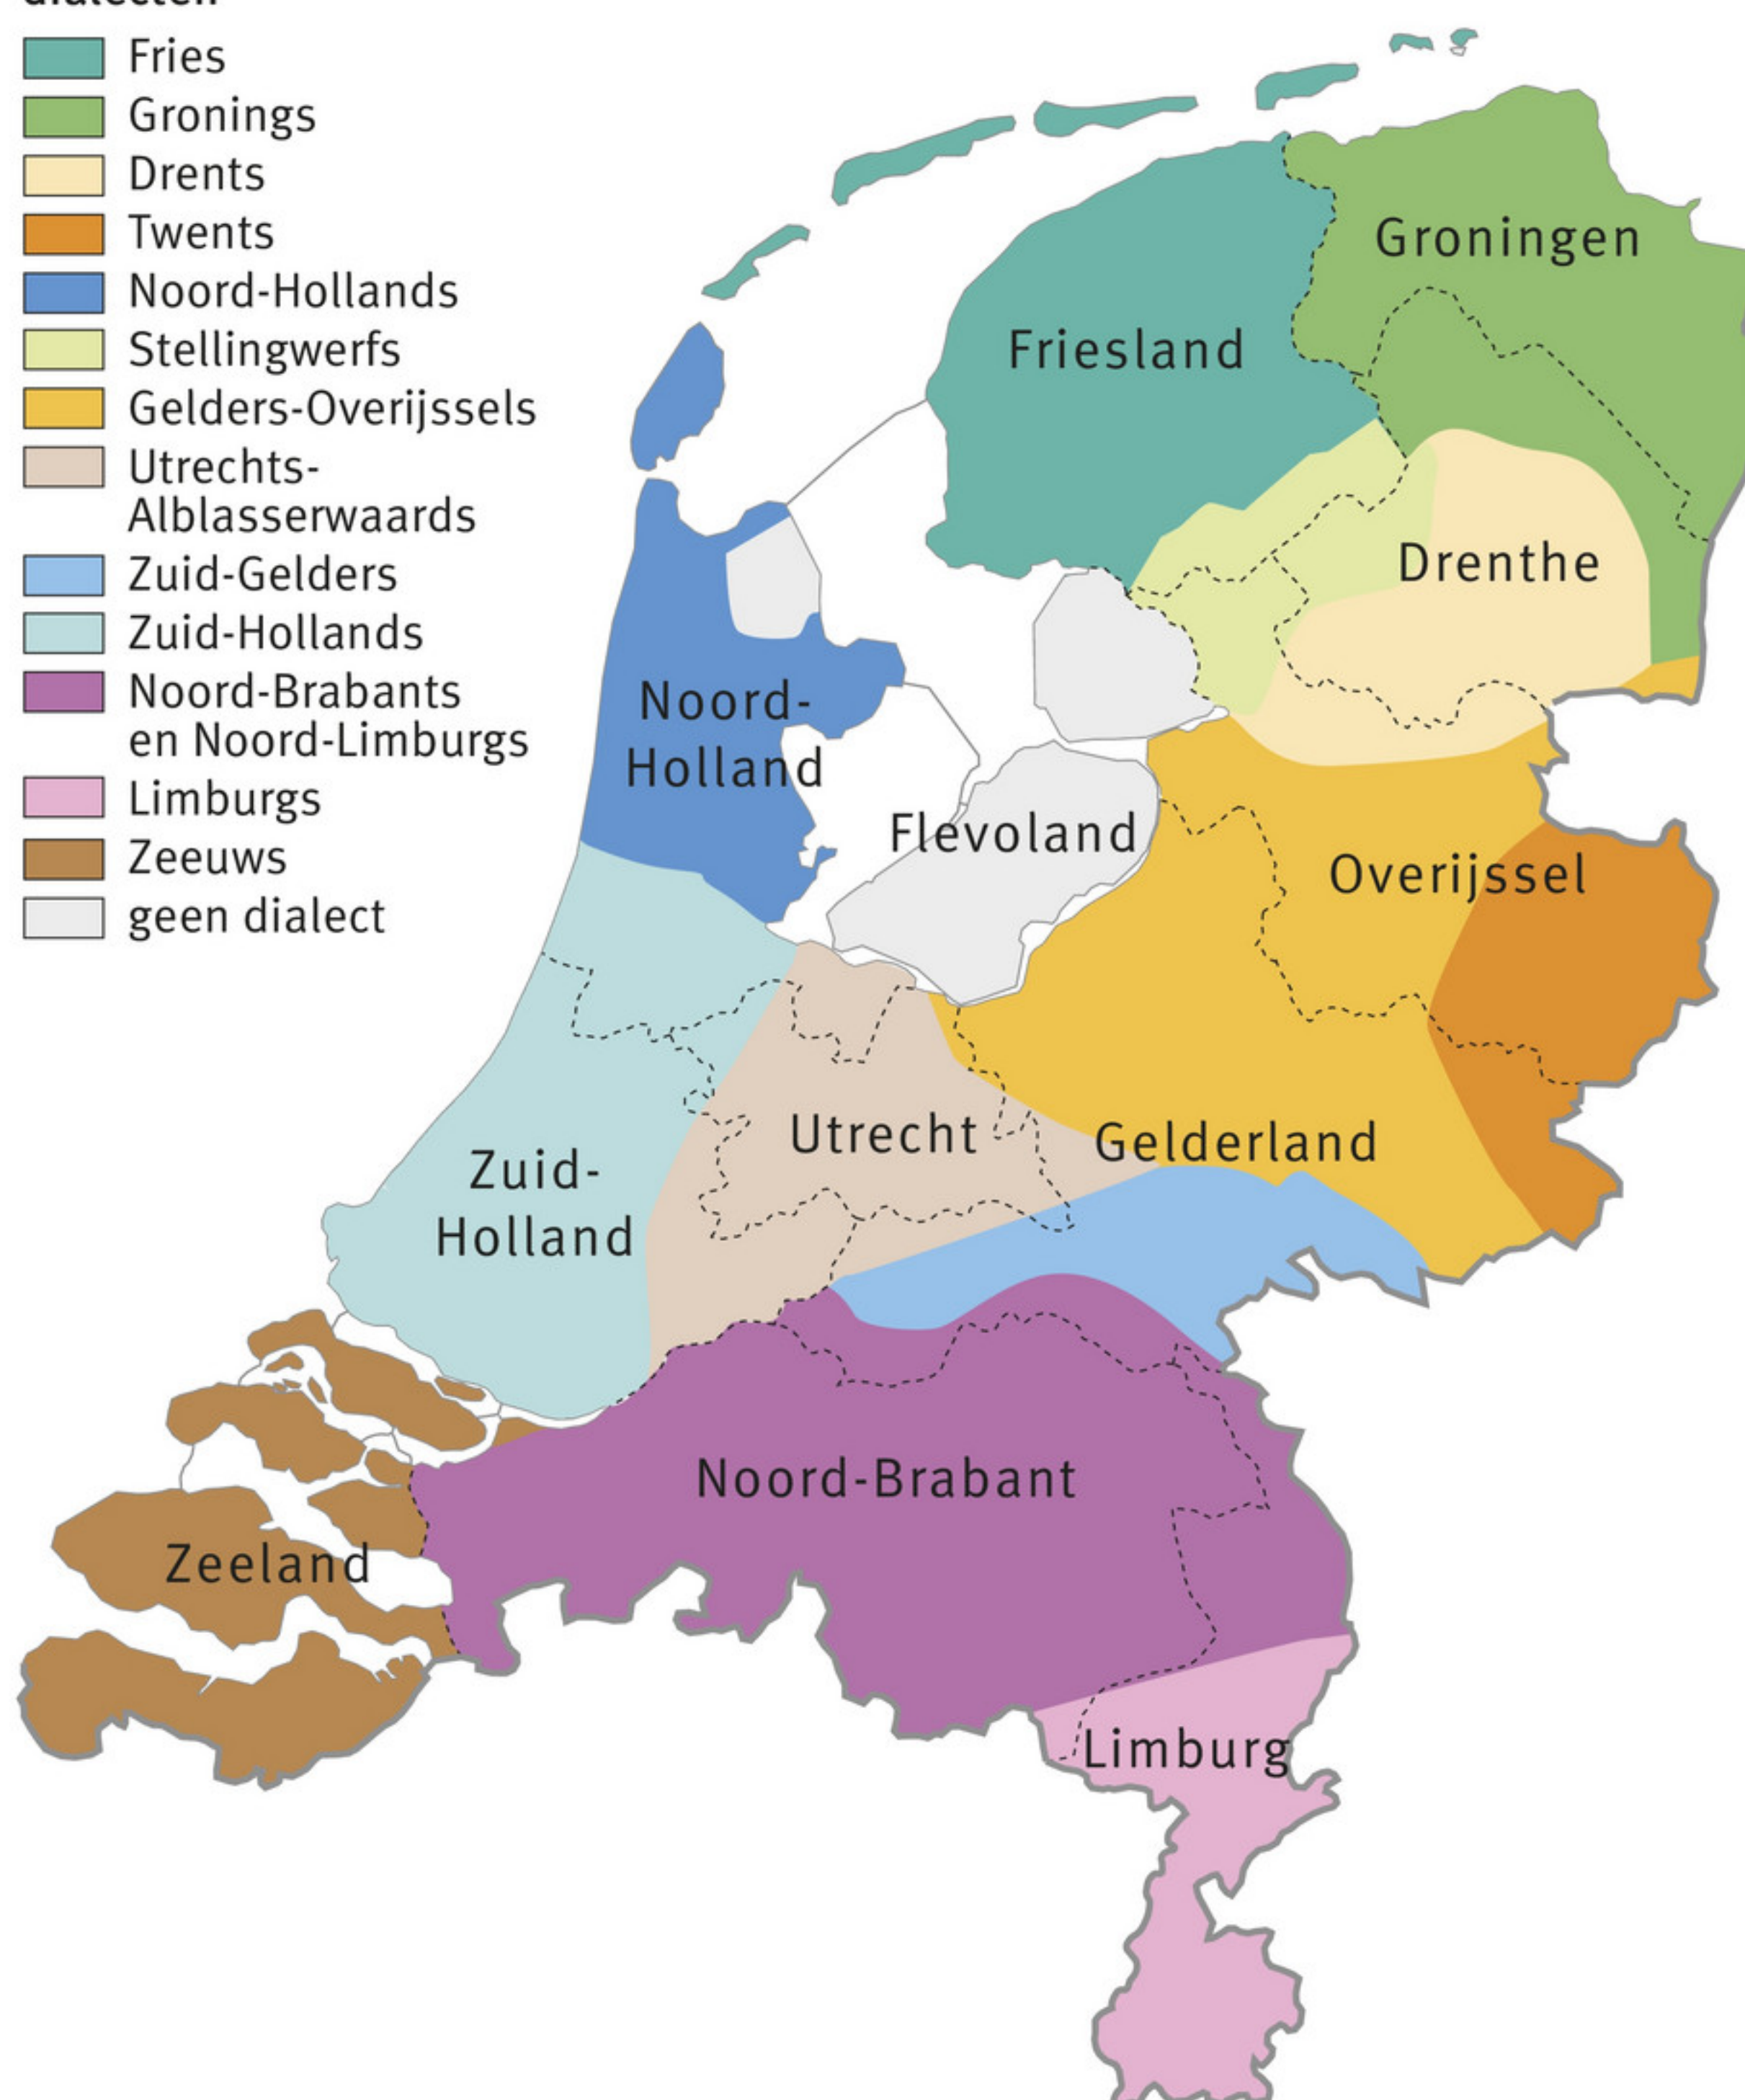 dialecten
Fries
Gronings
Drents
Twents
Noord-Hollands
Stellingwerfs
Gelders-Overijssels
Utrechts-
Alblasserwaards
Zuid-Gelders
Zuid-Hollands
Noord-Brabants
en Noord-Limburgs
Limburgs
Zeeuws
geen dialect
Groningen
Friesland
Drenthe
Noord-
Holland
Flevoland
Overijssel
Utrecht
Gelderland
Zuid-
Holland
Noord-Brabant
Zeeland
Limburg